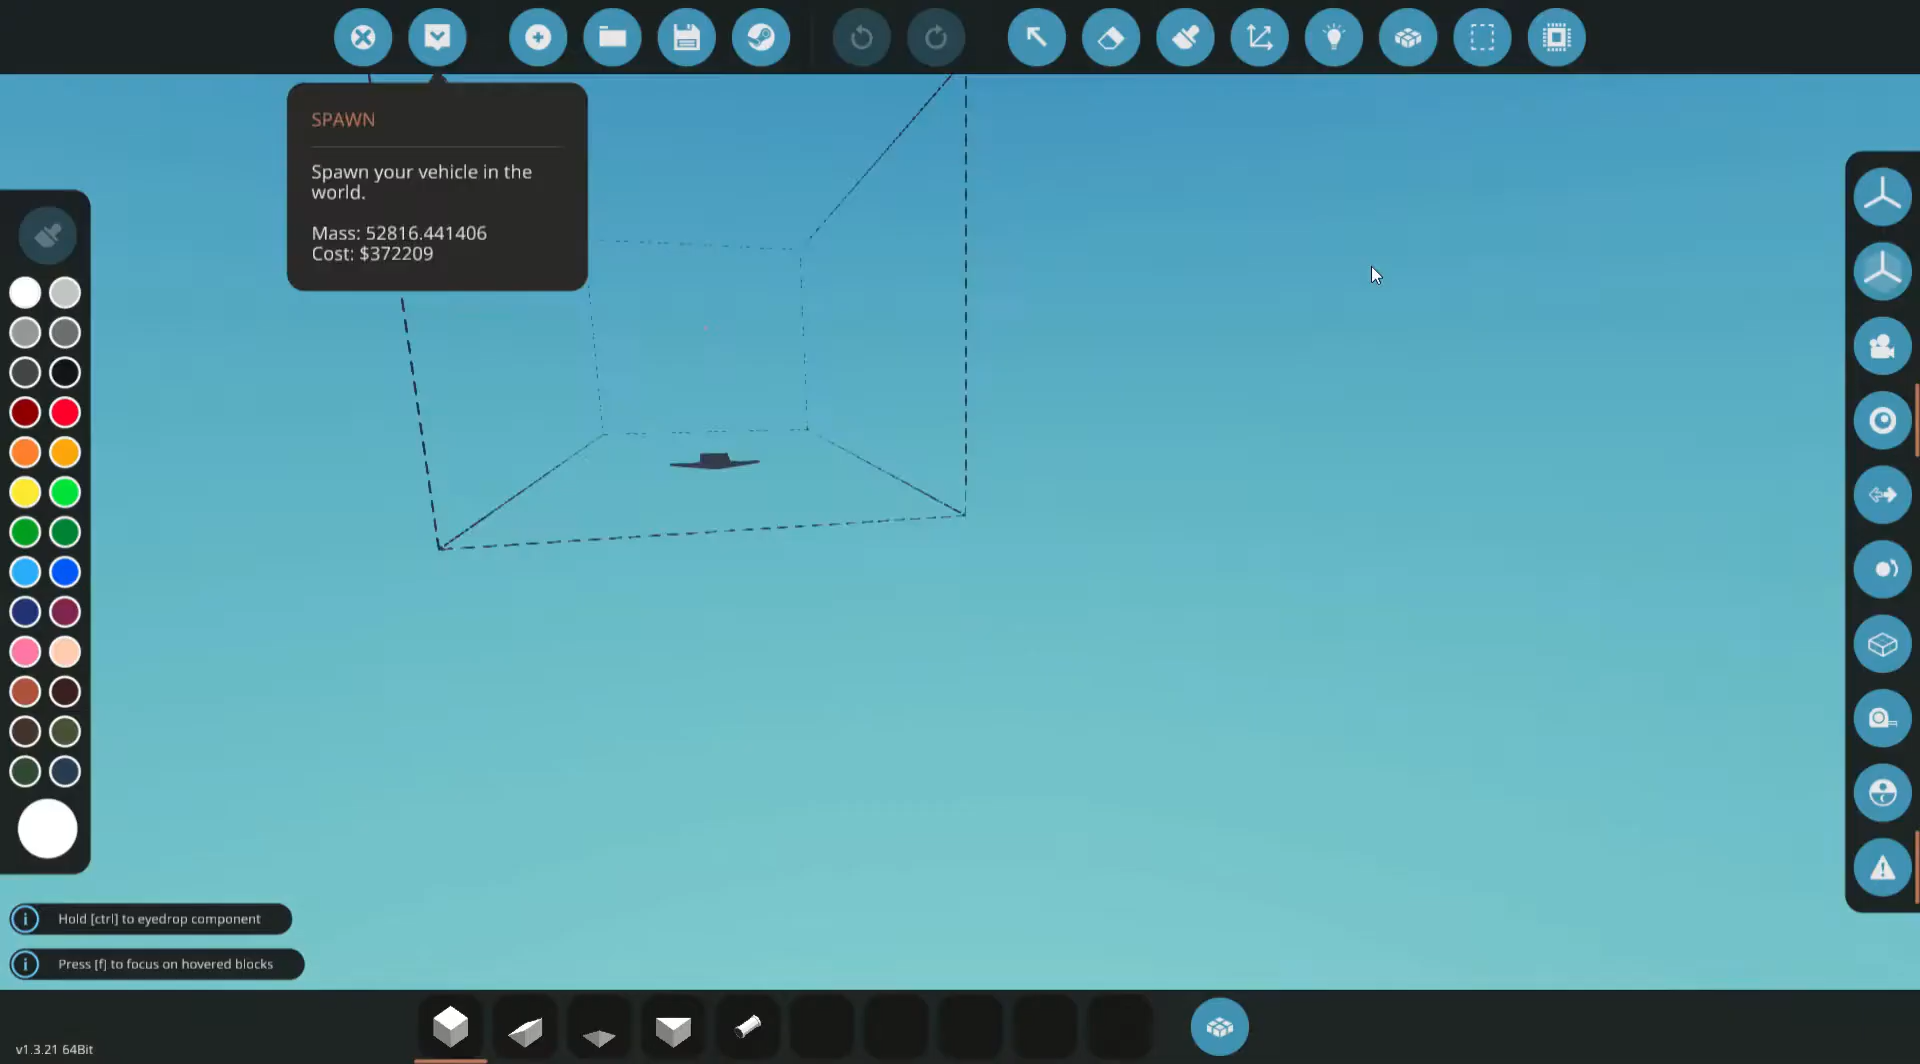 SPAWN
Spawn your vehicle in the
world.
Mass: 52816.441406
Cost: $372209
Hold [ctrl] to eyedrop component
Press [f] to focus on hovered blocks
v1.3.21 64Bit